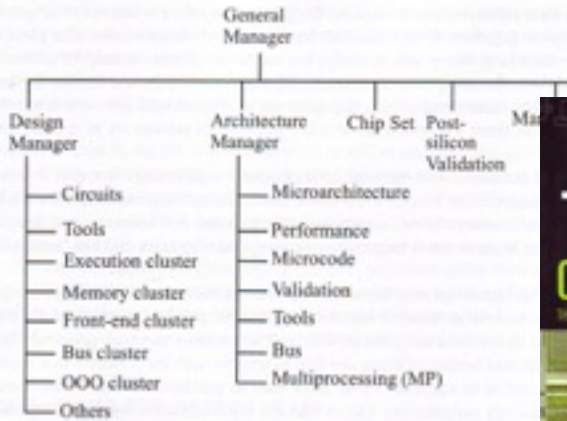 General
Manager
Design
Manager
Architecture
Manager
Chip Set
Post-
silicon
Validation
Circuits
Tools
Execution cluster
Memory cluster
Front-end cluster
Bus cluster
OOO cluster
Others
Microarchitecture
Performance
Microcode
Validation
Tools
Bus
Multiprocessing (MP)